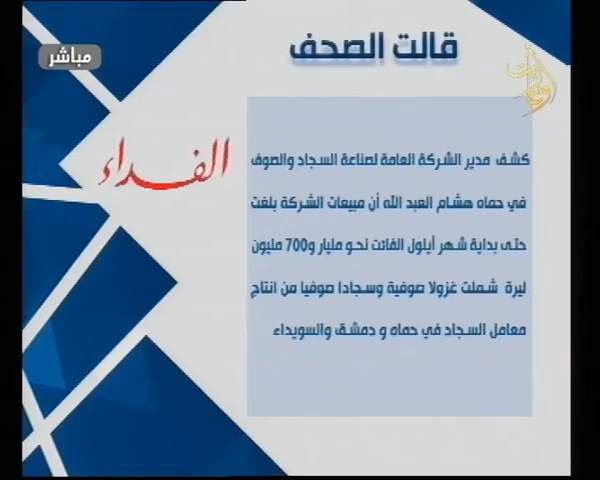 قالت الصحف
مباشر
الفداء
كشف مدير الشركة العامة لصناعة السجاد والصوف
في حماه هشام العبد الله أن مبيعات الشركة بلغت
حتى بداية شهر أيلول الفائت نحو مليار و700 مليون
ليرة شملت غزولا صوفية وسجادا صوفيا من انتاج
معامل السجاد في حماه و دمشق والسويداء